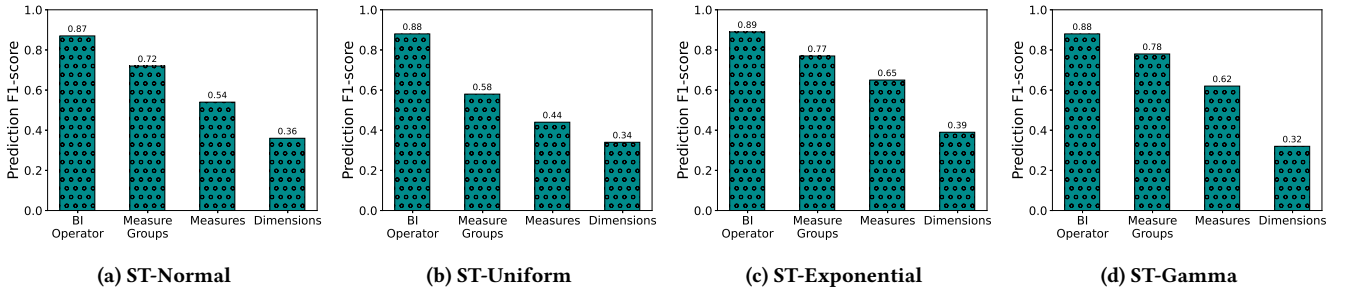 Prediction F1-score
1.0
0.8
0.6
0.4
0.2
0.0
0.87
0.72
0.54
0.36
BI
Operator
Measure
Groups
Measures
Dimensions
(a) ST-Normal
Prediction F1-score
1.0
0.8
0.6
0.4
0.2
0.0
0.88
0.58
0.44
0.34
BI
Operator
Measure
Groups
Measures
Dimensions
(b) ST-Uniform
Prediction F1-score
1.0
0.8
0.6
0.4
0.2
0.0
0.89
0.77
0.65
0.39
BI
Operator
Measure
Groups
Measures
Dimensions
(c) ST-Exponential
Prediction F1-score
1.0
0.8
0.6
0.4
0.2
0.0
0.88
0.78
0.62
0.32
BI
Operator
Measure
Groups
Measures
Dimensions
(d) ST-Gamma